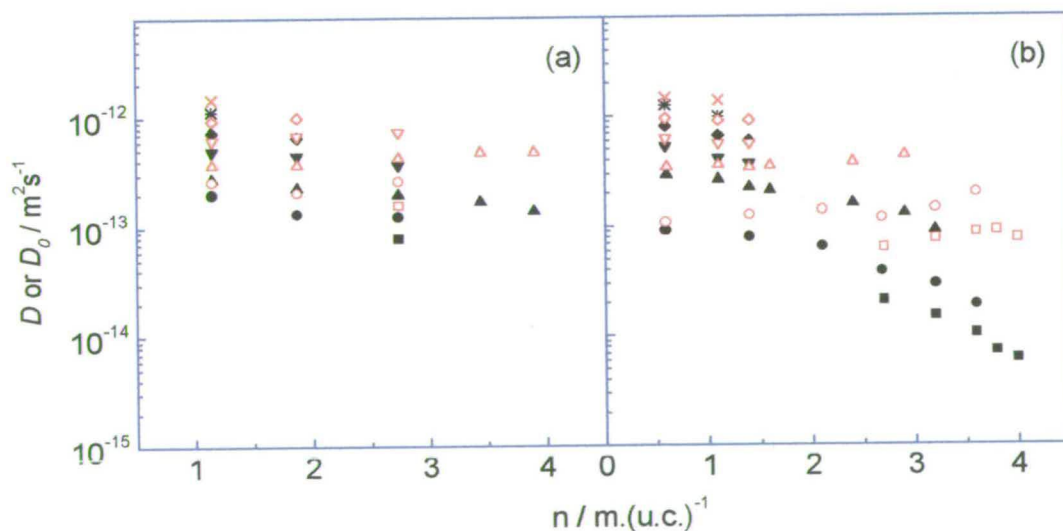 (a) (b)
D or D₀ / m²s⁻¹
10⁻¹²
10⁻¹³
10⁻¹⁴
10⁻¹⁵
1 2 3 4 0 1 2 3 4
n / m.(u.c.)⁻¹